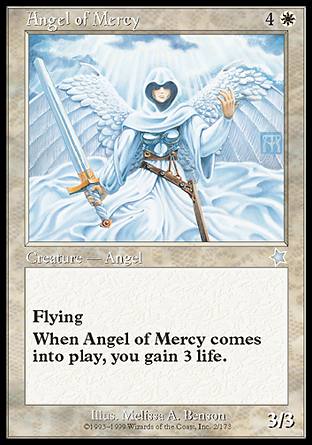 Angel of Mercy 4
Creature — Angel
Flying
When Angel of Mercy comes
into play, you gain 3 life.
Illus. Melissa A. Benson
©1993–1999 Wizards of the Coast, Inc. 2/173
3/3